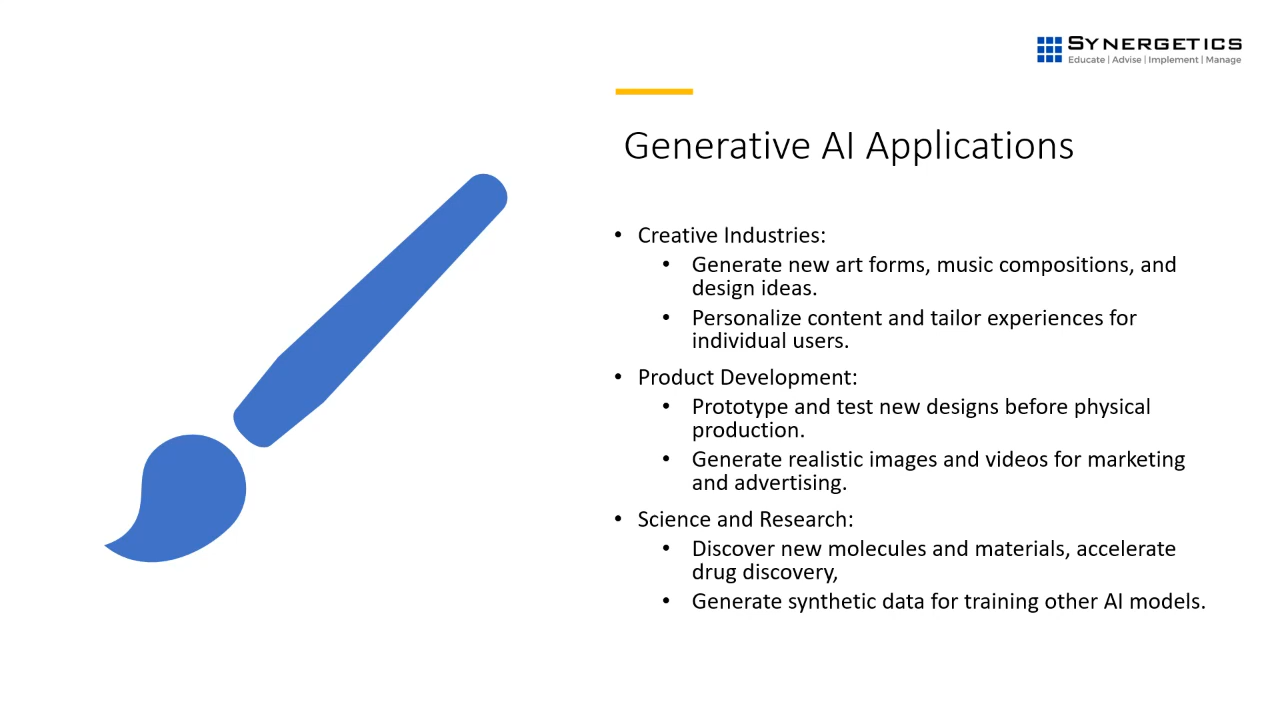 SYNERGETICS
Educate | Advise | Implement | Manage
Generative AI Applications
• Creative Industries:
• Generate new art forms, music compositions, and
design ideas.
• Personalize content and tailor experiences for
individual users.
• Product Development:
• Prototype and test new designs before physical
production.
• Generate realistic images and videos for marketing
and advertising.
• Science and Research:
• Discover new molecules and materials, accelerate
drug discovery,
• Generate synthetic data for training other AI models.